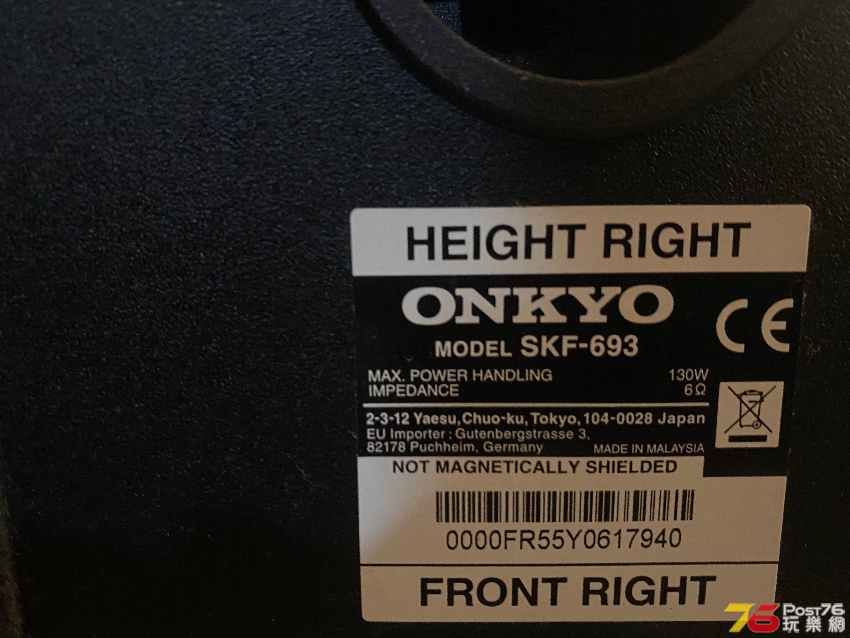 HEIGHT RIGHT
ONKYO
CE
MODEL SKF-693
MAX. POWER HANDLING 130W
IMPEDANCE 6Ω
2-3-12 Yaesu,Chuo-ku,Tokyo,104-0028 Japan
EU Importer : Gutenbergstrasse 3,
82178 Puchheim, Germany MADE IN MALAYSIA
NOT MAGNETICALLY SHIELDED
0000FR55Y0617940
FRONT RIGHT
76 Post76
玩樂網